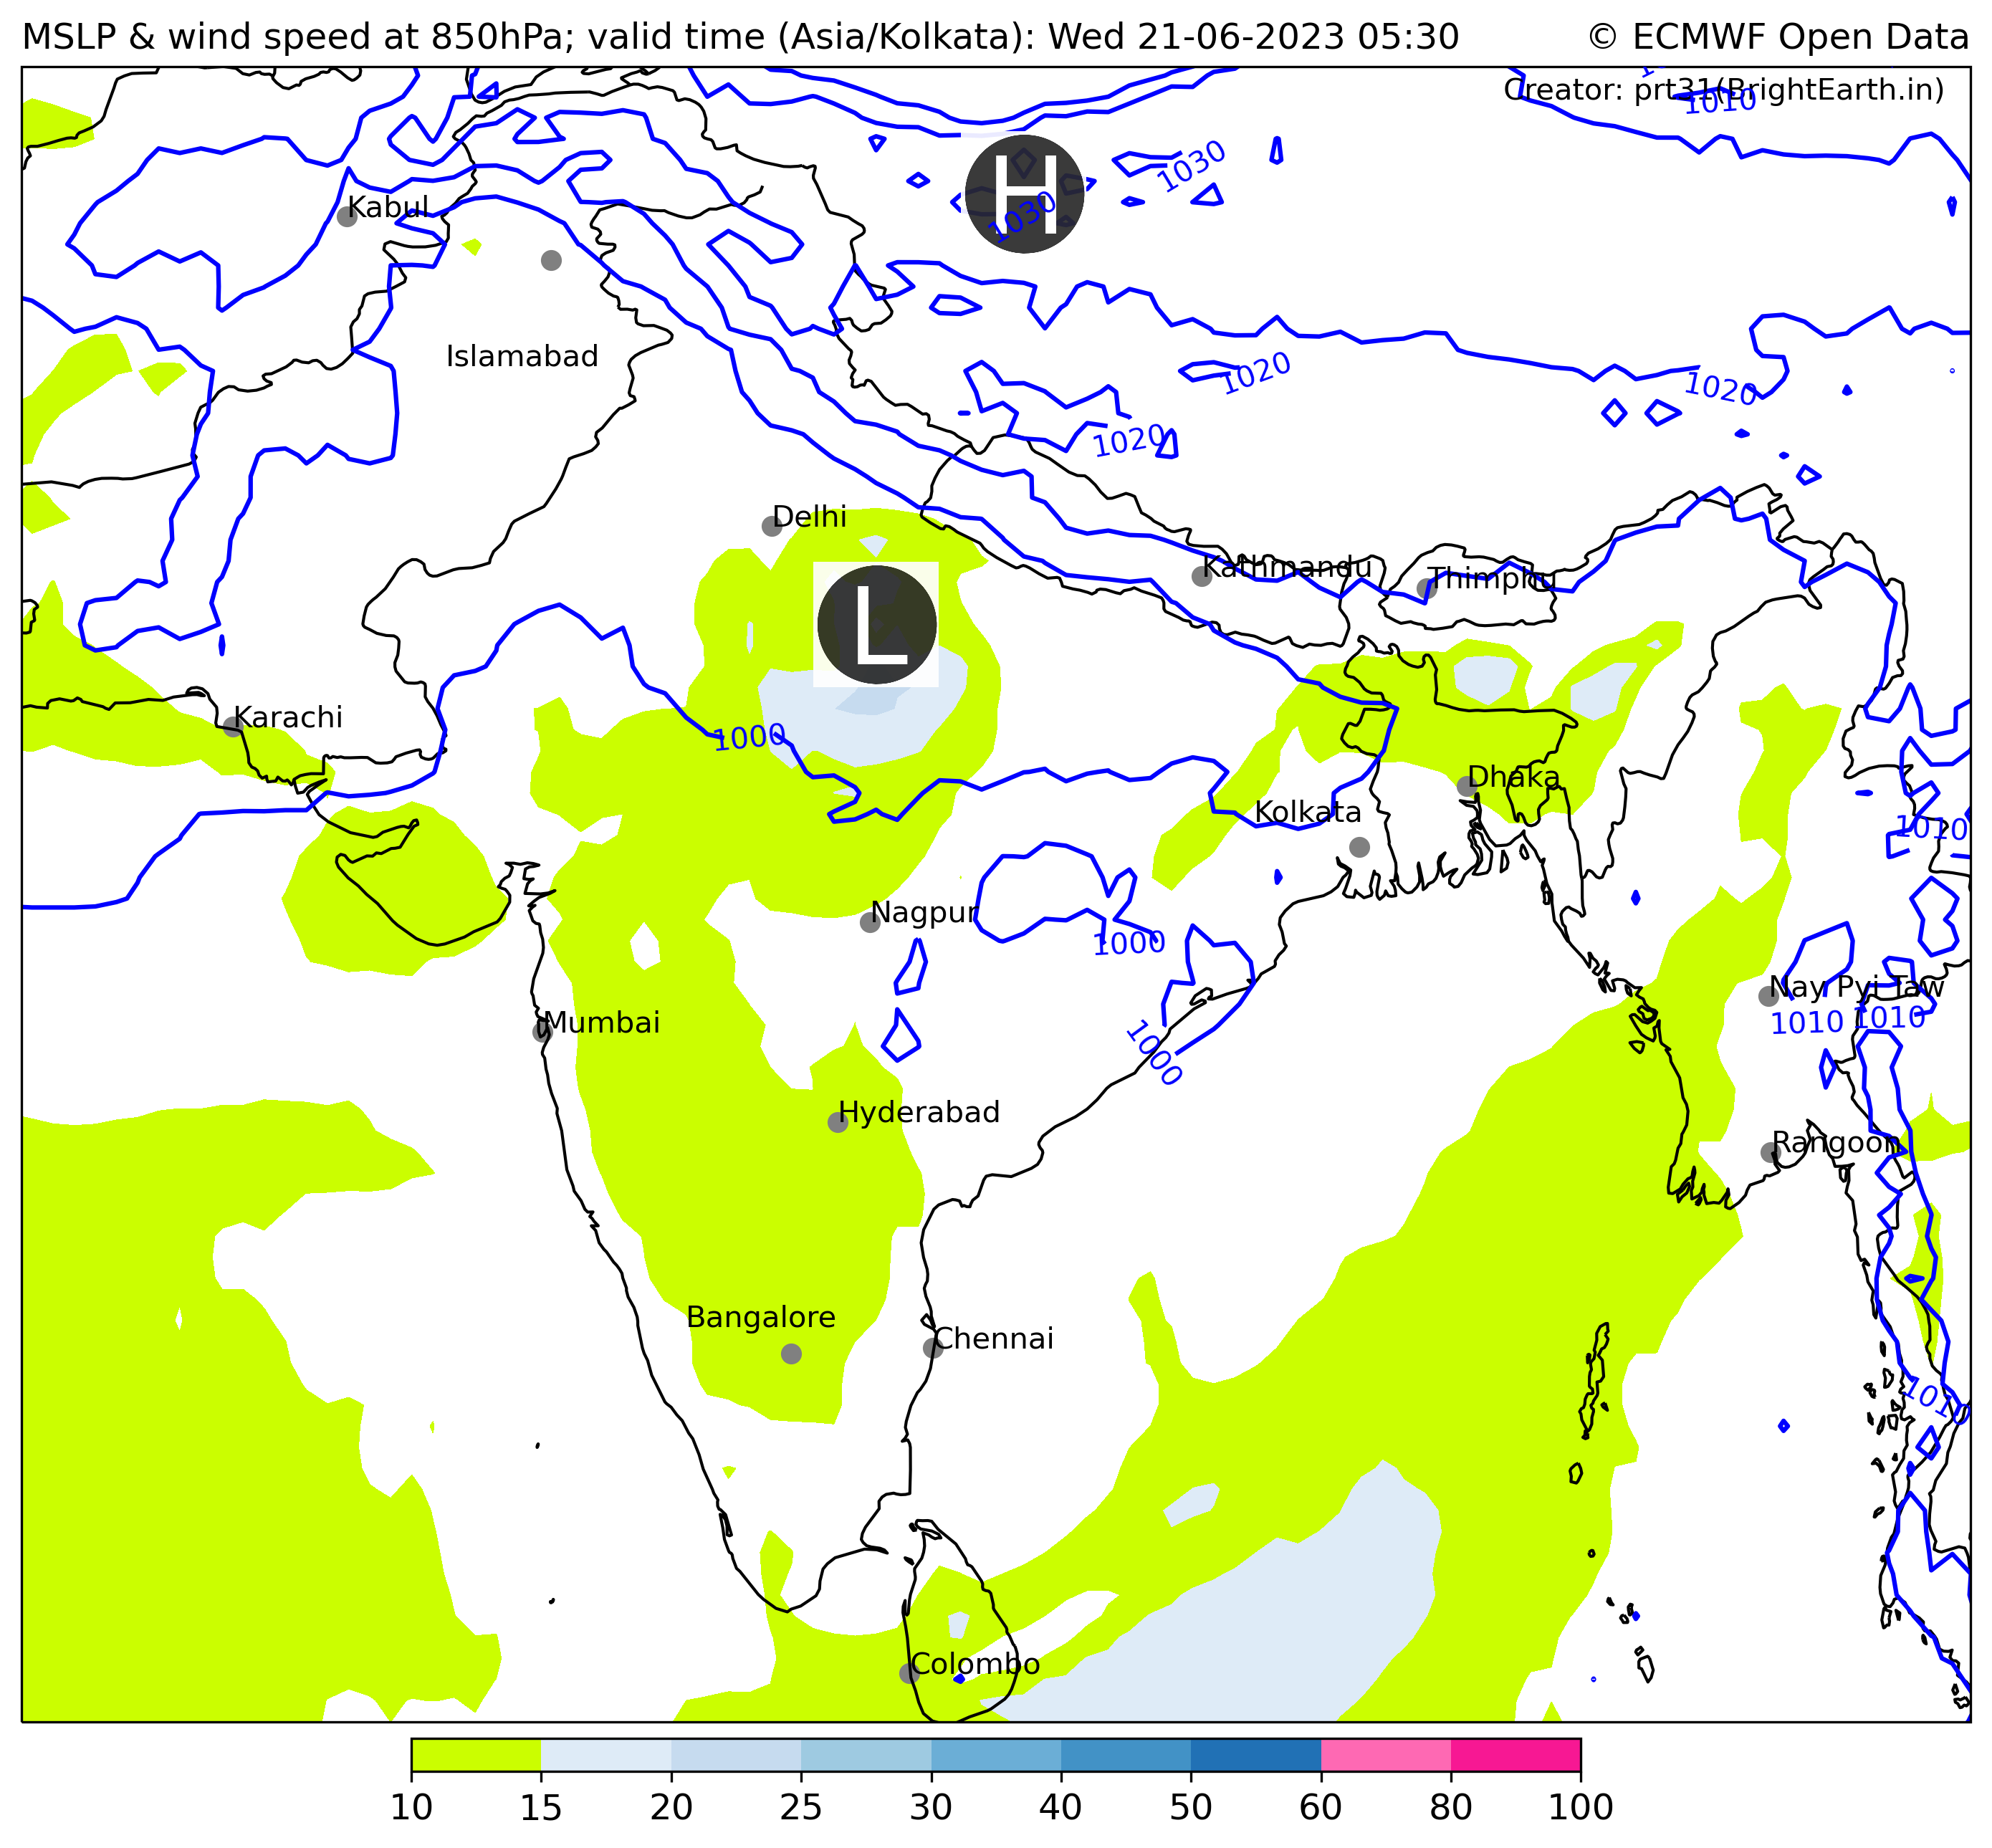 MSLP & wind speed at 850hPa; valid time (Asia/Kolkata): Wed 21-06-2023 05:30 © ECMWF Open Data
Creator: prt31(BrightEarth.in)
1010
1030
H
1030
Kabul
Islamabad
1020
1020
1020
Delhi
Kathmandu
Thimphu
L
Karachi
1000
Dhaka
Kolkata
1010
Nagpur
1000
Nay Pyi Taw
1010
1010
Mumbai
1000
Hyderabad
Rangoon
Bangalore
Chennai
1010
Colombo
10 15 20 25 30 40 50 60 80 100